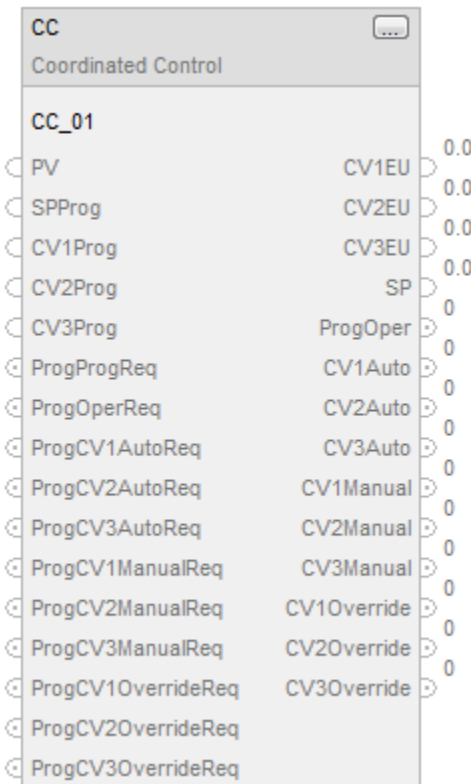 CC ...
Coordinated Control
CC_01
0.0
PV CV1EU
0.0
SPProg CV2EU
0.0
CV1Prog CV3EU
0.0
CV2Prog SP
0
CV3Prog ProgOper
0
ProgProgReq CV1Auto
0
ProgOperReq CV2Auto
0
ProgCV1AutoReq CV3Auto
0
ProgCV2AutoReq CV1Manual
0
ProgCV3AutoReq CV2Manual
0
ProgCV1ManualReq CV3Manual
0
ProgCV2ManualReq CV1Override
0
ProgCV3ManualReq CV2Override
0
ProgCV1OverrideReq CV3Override
ProgCV2OverrideReq
ProgCV3OverrideReq